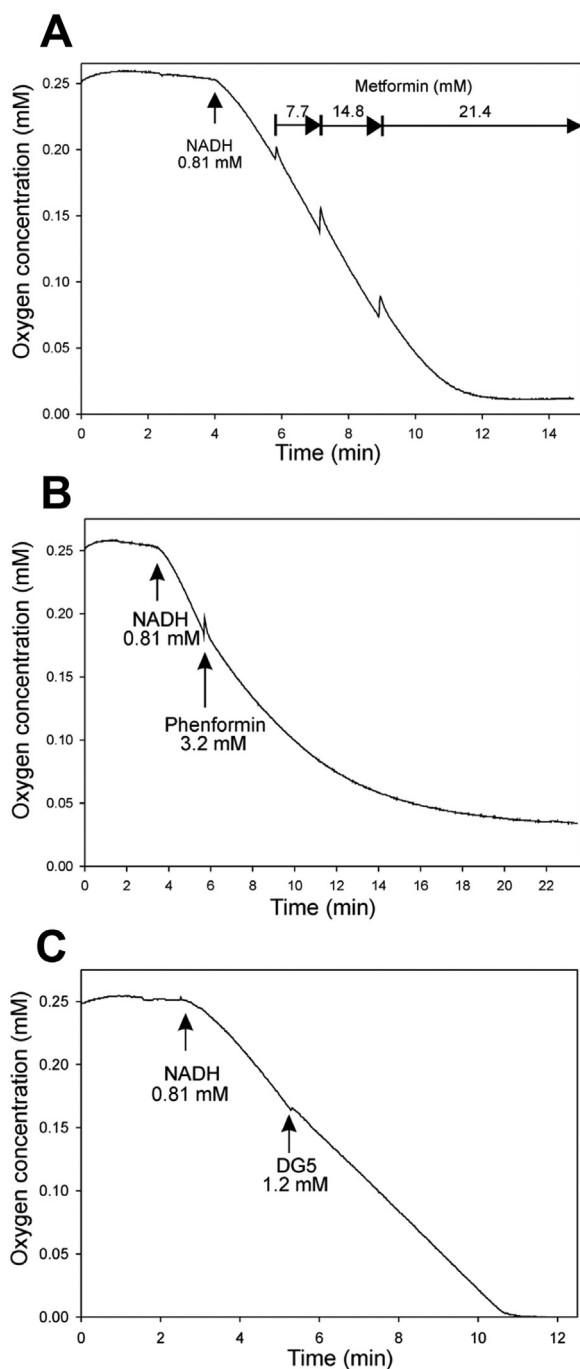 A
Oxygen concentration (mM)
0.25
0.20
0.15
0.10
0.05
0.00
Metformin (mM)
7.7 14.8 21.4
NADH
0.81 mM
0 2 4 6 8 10 12 14
Time (min)
B
Oxygen concentration (mM)
0.25
0.20
0.15
0.10
0.05
0.00
NADH
0.81 mM
Phenformin
3.2 mM
0 2 4 6 8 10 12 14 16 18 20 22
Time (min)
C
Oxygen concentration (mM)
0.25
0.20
0.15
0.10
0.05
0.00
NADH
0.81 mM
DG5
1.2 mM
0 2 4 6 8 10 12
Time (min)